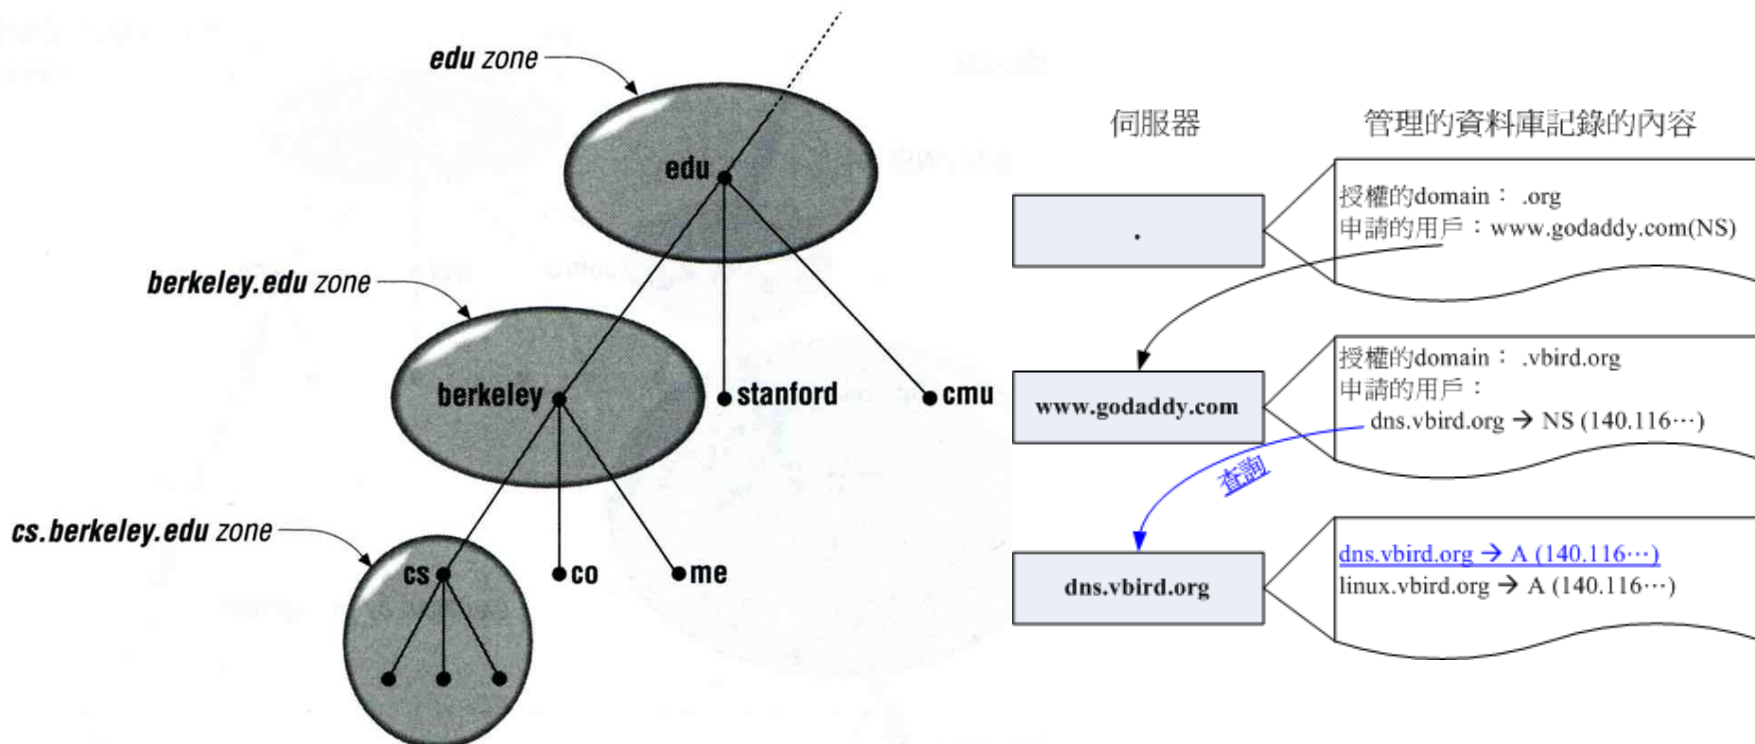 edu zone
edu
berkeley.edu zone
berkeley
stanford
cmu
cs.berkeley.edu zone
cs
co
me
伺服器
管理的資料庫記錄的內容
.
授權的domain： .org
申請的用戶：www.godaddy.com(NS)
www.godaddy.com
授權的domain： .vbird.org
申請的用戶：
dns.vbird.org → NS (140.116…)
查詢
dns.vbird.org
dns.vbird.org → A (140.116…)
linux.vbird.org → A (140.116…)